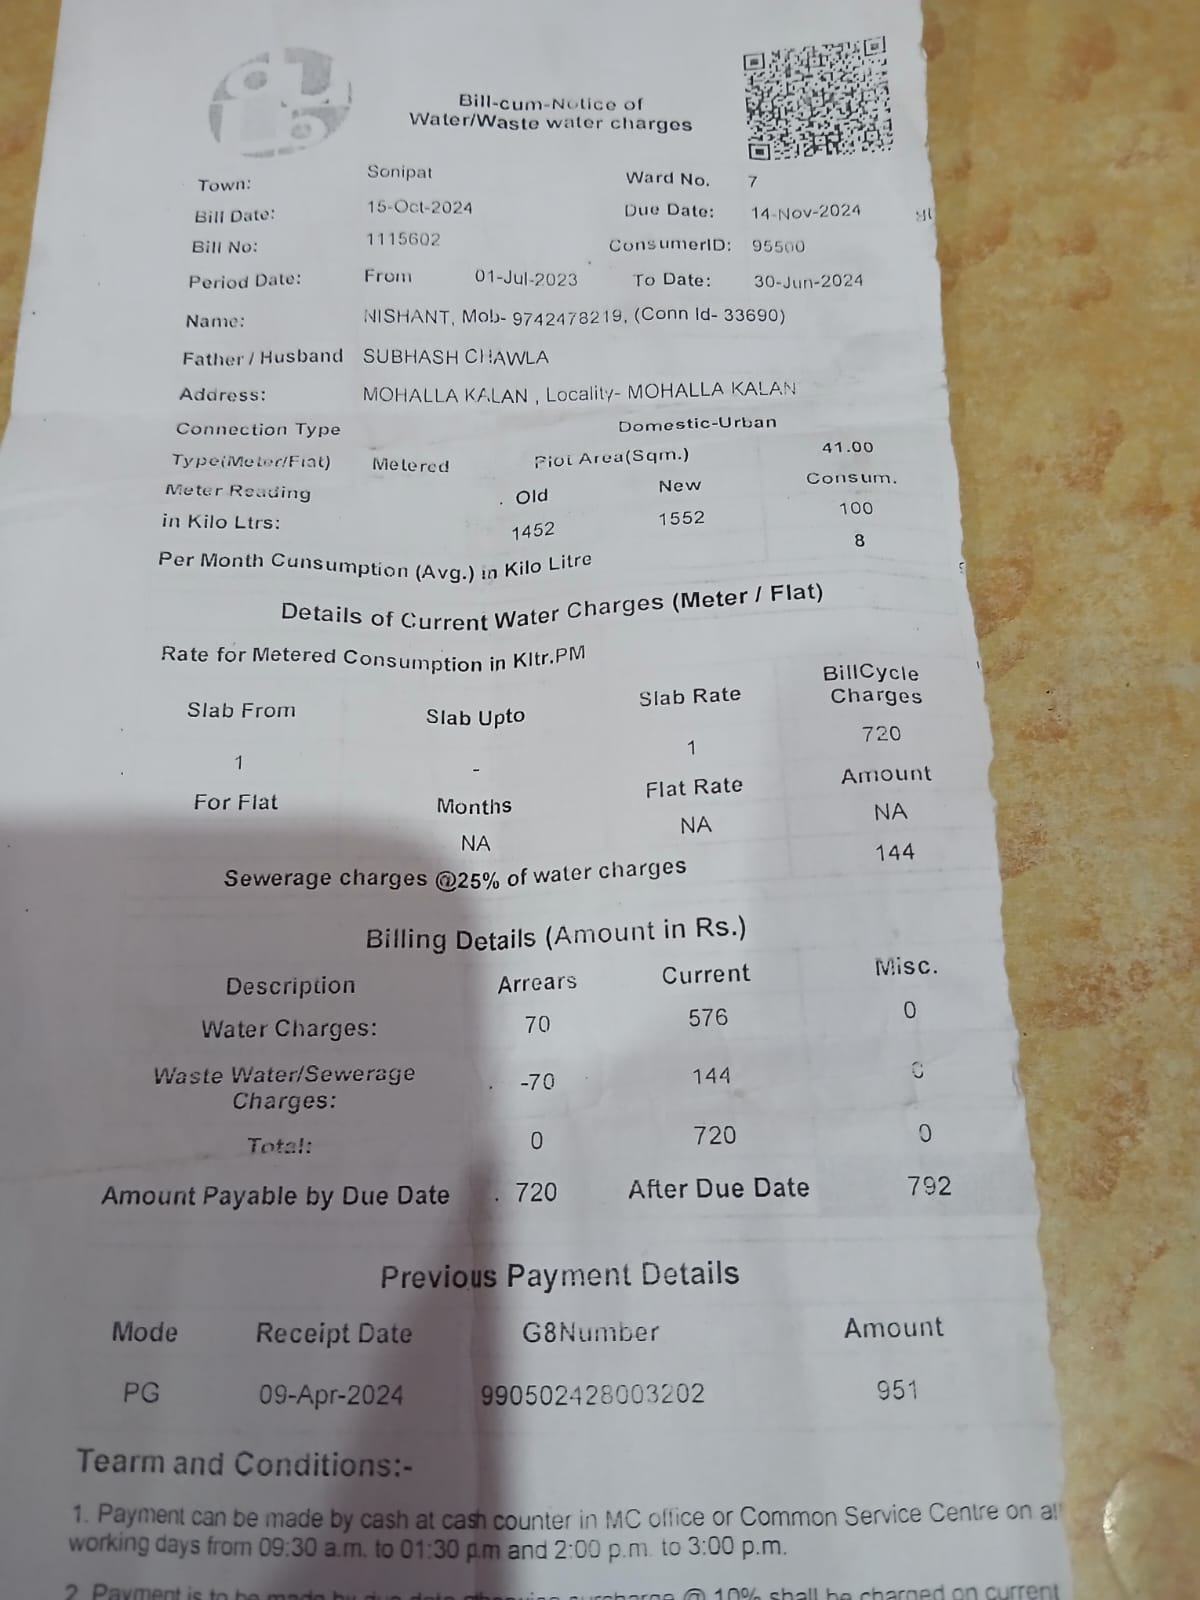 Bill-cum-Notice of
Water/Waste water charges
Town: Sonipat Ward No. 7
Bill Date: 15-Oct-2024 Due Date: 14-Nov-2024
Bill No: 1115602 ConsumerID: 95500
Period Date: From 01-Jul-2023 To Date: 30-Jun-2024
Name: NISHANT, Mob- 9742478219, (Conn Id- 33690)
Father / Husband SUBHASH CHAWLA
Address: MOHALLA KALAN , Locality- MOHALLA KALAN
Connection Type Domestic-Urban
Type(Meter/Flat) Metered Plot Area(Sqm.) 41.00
Meter Reading Old New Consum.
in Kilo Ltrs: 1452 1552 100
Per Month Cunsumption (Avg.) in Kilo Litre 8
Details of Current Water Charges (Meter / Flat)
Rate for Metered Consumption in Kltr.PM
Slab From Slab Upto Slab Rate BillCycle Charges
1 - 1 720
For Flat Months Flat Rate Amount
NA NA NA
Sewerage charges @25% of water charges 144
Billing Details (Amount in Rs.)
Description Arrears Current Misc.
Water Charges: 70 576 0
Waste Water/Sewerage Charges: -70 144 0
Total: 0 720 0
Amount Payable by Due Date 720 After Due Date 792
Previous Payment Details
Mode Receipt Date G8Number Amount
PG 09-Apr-2024 990502428003202 951
Tearm and Conditions:-
1. Payment can be made by cash at cash counter in MC office or Common Service Centre on all
working days from 09:30 a.m. to 01:30 p.m and 2:00 p.m. to 3:00 p.m.
2. Payment is to be made by due date otherwise surcharge @ 10% shall be charged on current